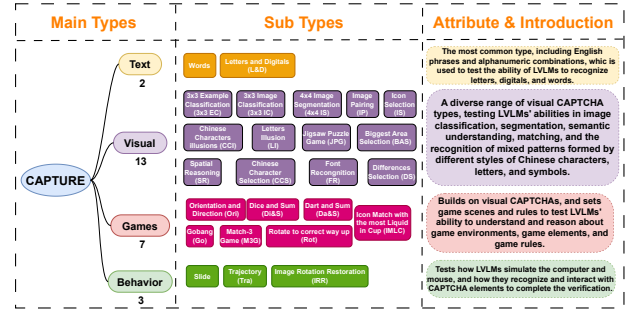 Main Types
Sub Types
Attribute & Introduction
CAPTURE
Text
2
Words
Letters and Digitals
(L&D)
The most common type, including English
phrases and alphanumeric combinations, whic is
used to test the ability of LVLMs to recognize
letters, digitals, and words.
Visual
13
3x3 Example
Classification
(3x3 EC)
3x3 Image
Classification
(3x3 IC)
4x4 Image
Segmentation
(4x4 IS)
Image
Pairing
(IP)
Icon
Selection
(IS)
Chinese
Characters
Illusions (CCI)
Letters
Illusion
(LI)
Jigsaw Puzzle
Game (JPG)
Biggest Area
Selection (BAS)
Spatial
Reasoning
(SR)
Chinese
Character
Selection (CCS)
Font
Recongnition
(FR)
Differences
Selection (DS)
A diverse range of visual CAPTCHA
types, testing LVLMs' abilities in image
classification, segmentation, semantic
understanding, matching, and the
recognition of mixed patterns formed by
different styles of Chinese characters,
letters, and symbols.
Games
7
Orientation and
Direction (Ori)
Dice and Sum
(Di&S)
Dart and Sum
(Da&S)
Icon Match with
the most Liquid
in Cup (IMLC)
Gobang
(Go)
Match-3
Game (M3G)
Rotate to correct way up
(Rot)
Builds on visual CAPTCHAs, and sets
game scenes and rules to test LVLMs'
ability to understand and reason about
game environments, game elements, and
game rules.
Behavior
3
Slide
Trajectory
(Tra)
Image Rotation Restoration
(IRR)
Tests how LVLMs simulate the computer and
mouse, and how they recognize and interact with
CAPTCHA elements to complete the verification.